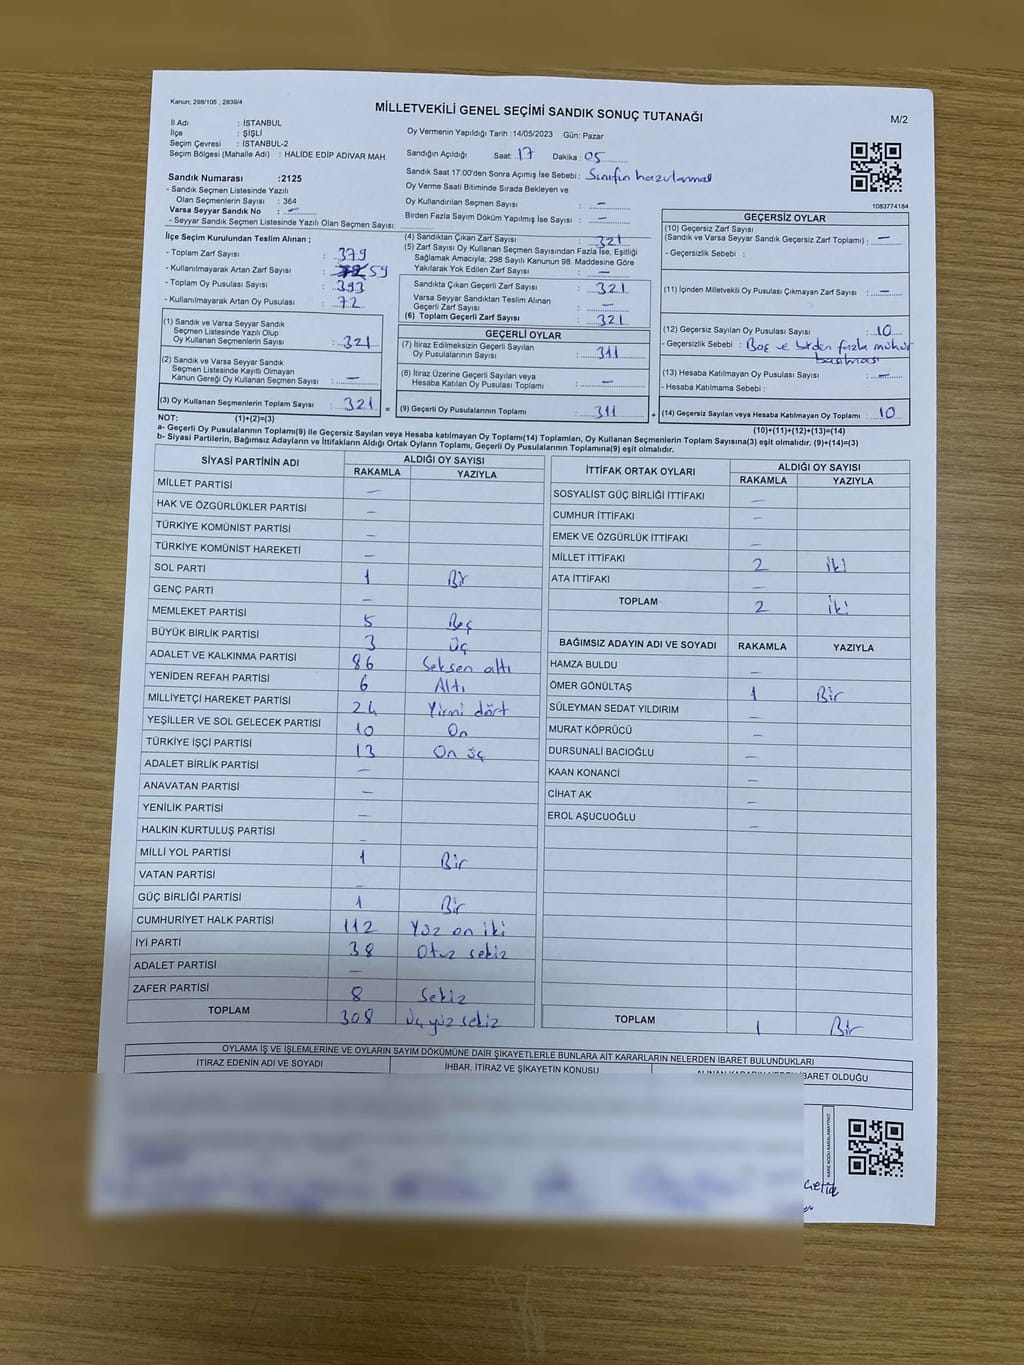 Kanun; 298/105 , 2839/4
MİLLETVEKİLİ GENEL SEÇİMİ SANDIK SONUÇ TUTANAĞI
M/2
İl Adı : İSTANBUL
İlçe : ŞİŞLİ
Seçim Çevresi : İSTANBUL-2
Seçim Bölgesi (Mahalle Adı) : HALİDE EDİP ADIVAR MAH.
Sandık Numarası :2125
- Sandık Seçmen Listesinde Yazılı
Olan Seçmenlerin Sayısı : 364
Varsa Seyyar Sandık No : –
- Seyyar Sandık Seçmen Listesinde Yazılı Olan Seçmen Sayısı:
Oy Vermenin Yapıldığı Tarih :14/05/2023 Gün: Pazar
Sandığın Açıldığı Saat: 17 Dakika : 05
Sandık Saat 17:00'den Sonra Açımış İse Sebebi : Sınıfın hazırlanması
Oy Verme Saati Bitiminde Sırada Bekleyen ve
Oy Kullandırılan Seçmen Sayısı : –
Birden Fazla Sayım Döküm Yapılmış İse Sayısı : –
1083774184
İlçe Seçim Kurulundan Teslim Alınan ;
- Toplam Zarf Sayısı : 379
- Kullanılmayarak Artan Zarf Sayısı : 59
- Toplam Oy Pusulası : 393
- Kullanılmayarak Artan Oy Pusulası : 72
(1) Sandık ve Varsa Seyyar Sandık
Seçmen Listesinde Yazılı Olup
Oy Kullanan Seçmenlerin Sayısı : 321
(2) Sandık ve Varsa Seyyar Sandık
Seçmen Listesinde Kayıtlı Olmayan
Kanun Gereği Oy Kullanan Seçmen Sayısı : –
(3) Oy Kullanan Seçmenlerin Toplam Sayısı : 321 =
(4) Sandıktan Çıkan Zarf Sayısı : 321
(5) Zarf Sayısı Oy Kullanan Seçmen Sayısından Fazla İse, Eşitliği
Sağlamak Amacıyla; 298 Sayılı Kanunun 98. Maddesine Göre
Yakılarak Yok Edilen Zarf Sayısı : –
Sandıkta Çıkan Geçerli Zarf Sayısı : 321
Varsa Seyyar Sandıktan Teslim Alınan
Geçerli Zarf Sayısı : –
(6) Toplam Geçerli Zarf Sayısı : 321
GEÇERLİ OYLAR
(7) İtiraz Edilmeksizin Geçerli Sayılan
Oy Pusulalarının Sayısı : 311
(8) İtiraz Üzerine Geçerli Sayılan veya
Hesaba Katılan Oy Pusulası Toplamı : –
(9) Geçerli Oy Pusulalarının Toplamı : 311 +
GEÇERSİZ OYLAR
(10) Geçersiz Zarf Sayısı
(Sandık ve Varsa Seyyar Sandık Geçersiz Zarf Toplamı) : –
- Geçersizlik Sebebi :
(11) İçinden Milletvekili Oy Pusulası Çıkmayan Zarf Sayısı : –
(12) Geçersiz Sayılan Oy Pusulası Sayısı : 10
- Geçersizlik Sebebi : Boş ve birden fazla mühür
basılması
(13) Hesaba Katılmayan Oy Pusulası Sayısı : –
- Hesaba Katılmama Sebebi :
(14) Geçersiz Sayılan veya Hesaba Katılmayan Oy Toplamı : 10
NOT: (1)+(2)=(3)
(10)+(11)+(12)+(13)=(14)
a- Geçerli Oy Pusulalarının Toplamı(9) ile Geçersiz Sayılan veya Hesaba katılmayan Oy Toplamı(14) Toplamları, Oy Kullanan Seçmenlerin Toplam Sayısına(3) eşit olmalıdır. (9)+(14)=(3)
b- Siyasi Partilerin, Bağımsız Adayların ve İttifakların Aldığı Oyların Toplamı, Geçerli Oy Pusulalarının Toplamına(9) eşit olmalıdır.
SİYASİ PARTİNİN ADI ALDIĞI OY SAYISI
RAKAMLA YAZIYLA
MİLLET PARTİSİ –
HAK VE ÖZGÜRLÜKLER PARTİSİ –
TÜRKİYE KOMÜNİST PARTİSİ –
TÜRKİYE KOMÜNİST HAREKETİ –
SOL PARTİ 1 Bir
GENÇ PARTİ –
MEMLEKET PARTİSİ 5 Beş
BÜYÜK BİRLİK PARTİSİ 3 Üç
ADALET VE KALKINMA PARTİSİ 86 Seksen altı
YENİDEN REFAH PARTİSİ 6 Altı
MİLLİYETÇİ HAREKET PARTİSİ 24 Yirmi dört
YEŞİLLER VE SOL GELECEK PARTİSİ 10 On
TÜRKİYE İŞÇİ PARTİSİ 13 On üç
ADALET BİRLİK PARTİSİ –
ANAVATAN PARTİSİ –
YENİLİK PARTİSİ –
HALKIN KURTULUŞ PARTİSİ –
MİLLİ YOL PARTİSİ 1 Bir
VATAN PARTİSİ –
GÜÇ BİRLİĞİ PARTİSİ 1 Bir
CUMHURİYET HALK PARTİSİ 112 Yüz on iki
İYİ PARTİ 38 Otuz sekiz
ADALET PARTİSİ –
ZAFER PARTİSİ 8 Sekiz
TOPLAM 308 Üç yüz sekiz
İTTİFAK ORTAK OYLARI ALDIĞI OY SAYISI
RAKAMLA YAZIYLA
SOSYALİST GÜÇ BİRLİĞİ İTTİFAKI –
CUMHUR İTTİFAKI –
EMEK VE ÖZGÜRLÜK İTTİFAKI –
MİLLET İTTİFAKI 2 iki
ATA İTTİFAKI –
TOPLAM 2 iki
BAĞIMSIZ ADAYIN ADI VE SOYADI RAKAMLA YAZIYLA
HAMZA BULDU –
ÖMER GÖNÜLTAŞ 1 Bir
SÜLEYMAN SEDAT YILDIRIM –
MURAT KÖPRÜCÜ –
DURSUNALİ BACIOĞLU –
KAAN KONANCİ –
CİHAT AK –
EROL AŞUCUOĞLU –
TOPLAM 1 Bir
OYLAMA İŞ VE İŞLEMLERİNE VE OYLARIN SAYIM DÖKÜMÜNE DAİR ŞİKAYETLERLE BUNLARA AİT KARARLARIN NELERDEN İBARET BULUNDUKLARI
İTİRAZ EDENİN ADI VE SOYADI İHBAR, İTİRAZ VE ŞİKAYETİN KONUSU ALINAN KARARIN NEDEN İBARET OLDUĞU
KARE KODU KARALAMAYINIZ!